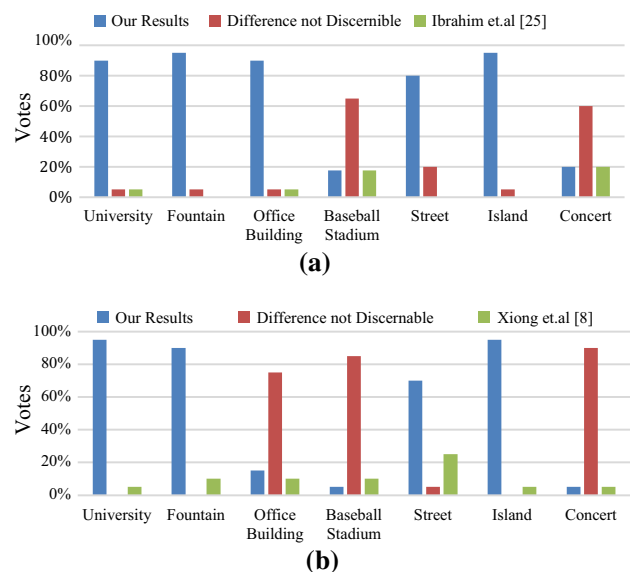 Our Results Difference not Discernible Ibrahim et.al [25]
100%
80%
60%
40%
20%
0%
Votes
University Fountain Office Building Baseball Stadium Street Island Concert
(a)
Our Results Difference not Discernable Xiong et.al [8]
100%
80%
60%
40%
20%
0%
Votes
University Fountain Office Building Baseball Stadium Street Island Concert
(b)